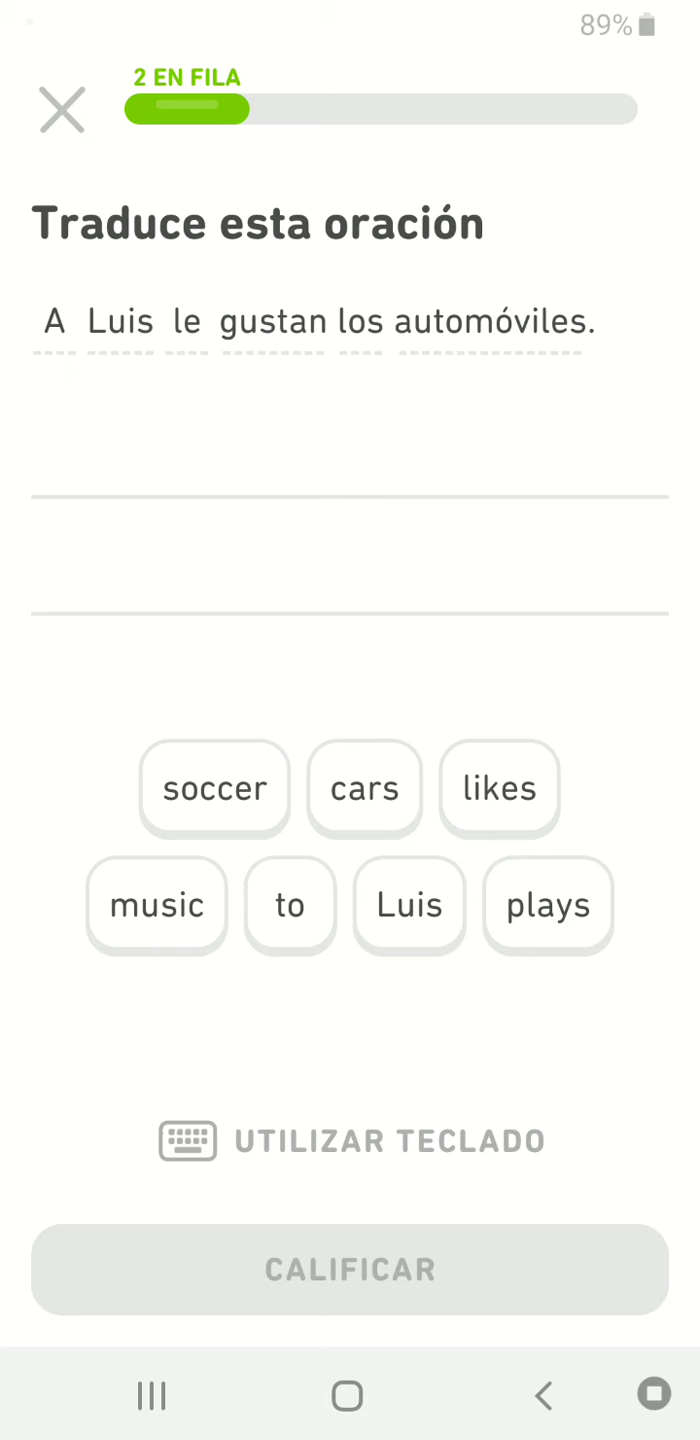 89%
2 EN FILA
Traduce esta oración
A Luis le gustan los automóviles.
soccer cars likes
music to Luis plays
UTILIZAR TECLADO
CALIFICAR